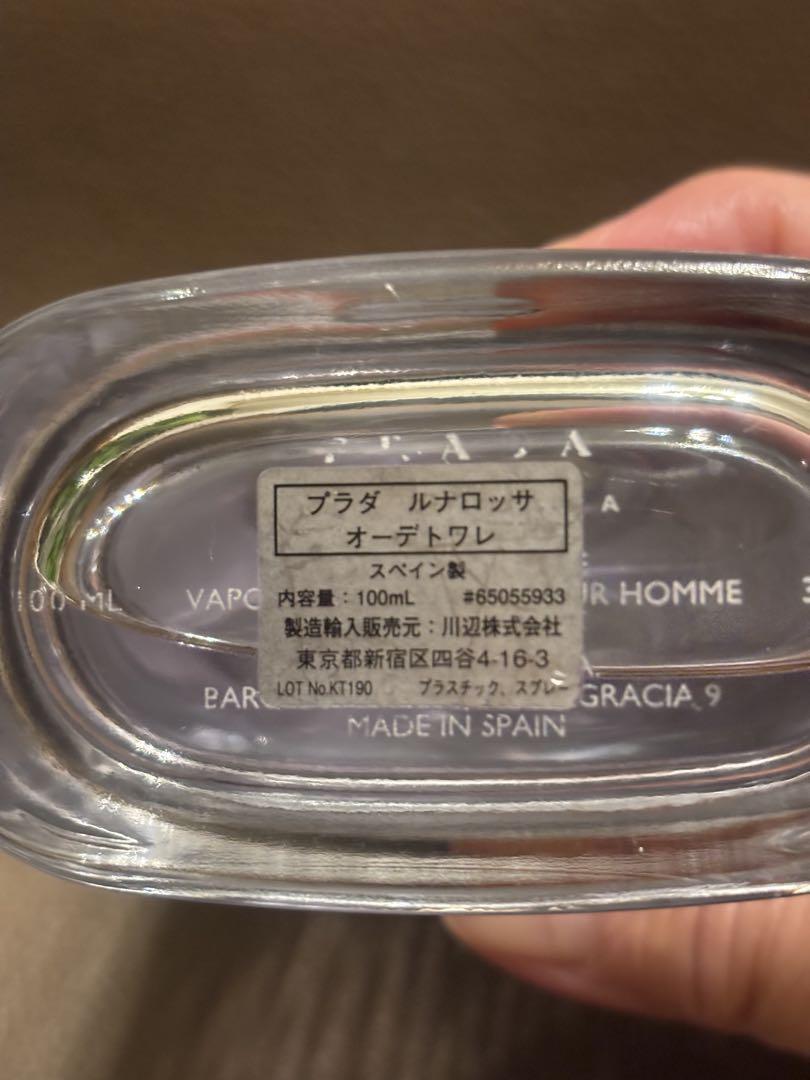 PRADA
A
プラダ ルナロッサ
オーデトワレ
スペイン製
100 ML
UR HOMME
内容量：100mL #65055933
製造輸入販売元：川辺株式会社
東京都新宿区四谷4-16-3
LOT No.KT190 プラスチック、スプレー
BAR
GRACIA, 9
MADE IN SPAIN